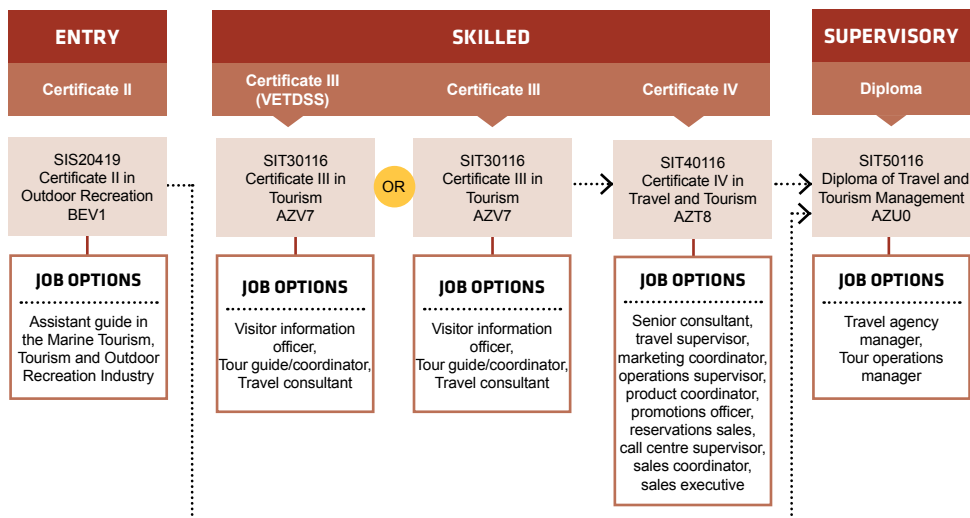 ENTRY
Certificate II
SIS20419
Certificate II in
Outdoor Recreation
BEV1
JOB OPTIONS
Assistant guide in
the Marine Tourism,
Tourism and Outdoor
Recreation Industry
SKILLED
Certificate III
(VETDSS)
SIT30116
Certificate III in
Tourism
AZV7
JOB OPTIONS
Visitor information
officer,
Tour guide/coordinator,
Travel consultant
OR
Certificate III
SIT30116
Certificate III in
Tourism
AZV7
JOB OPTIONS
Visitor information
officer,
Tour guide/coordinator,
Travel consultant
Certificate IV
SIT40116
Certificate IV in
Travel and Tourism
AZT8
JOB OPTIONS
Senior consultant,
travel supervisor,
marketing coordinator,
operations supervisor,
product coordinator,
promotions officer,
reservations sales,
call centre supervisor,
sales coordinator,
sales executive
SUPERVISORY
Diploma
SIT50116
Diploma of Travel and
Tourism Management
AZU0
JOB OPTIONS
Travel agency
manager,
Tour operations
manager